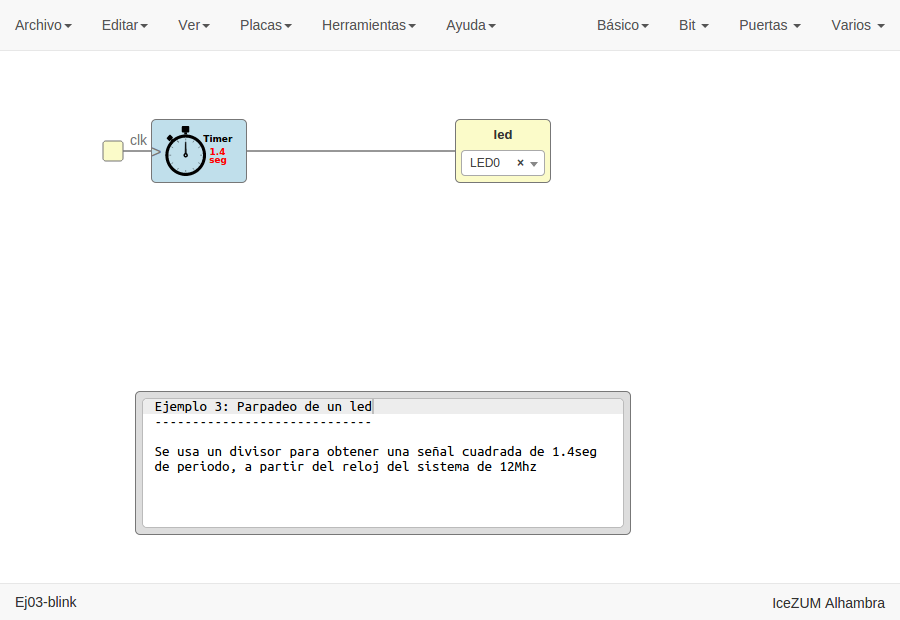 Archivo Editar Ver Placas Herramientas Ayuda Básico Bit Puertas Varios
clk
Timer
1.4
seg
led
LED0 ×
Ejemplo 3: Parpadeo de un led
-----------------------------
Se usa un divisor para obtener una señal cuadrada de 1.4seg
de periodo, a partir del reloj del sistema de 12Mhz
Ej03-blink IceZUM Alhambra